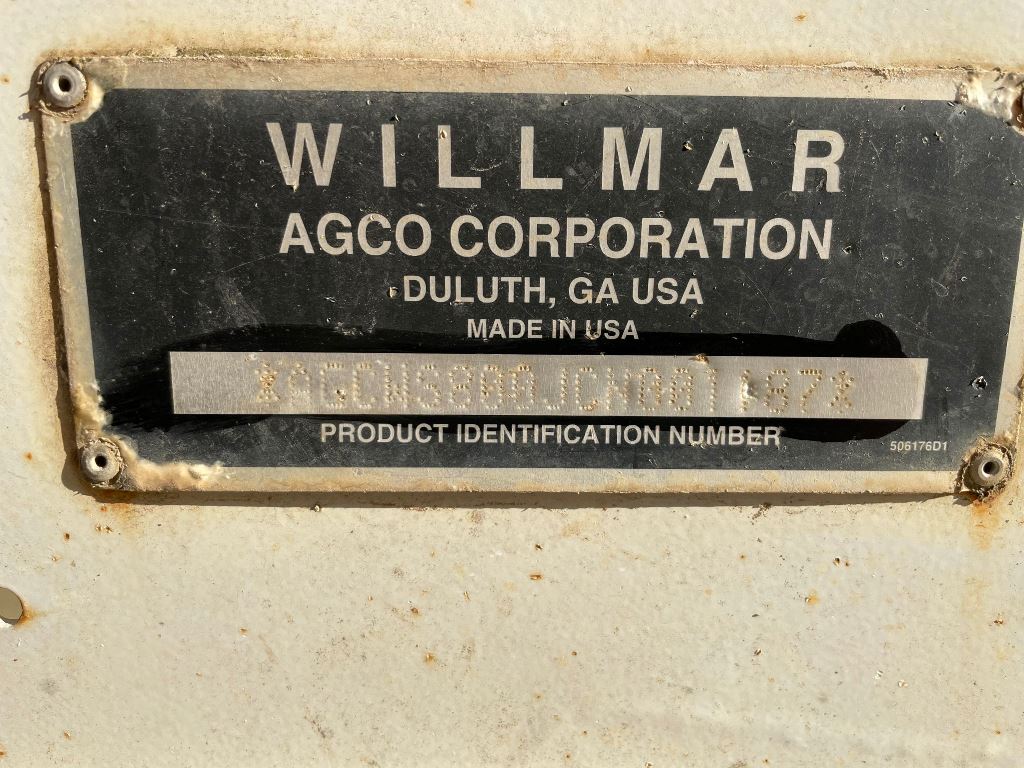 WILLMAR
AGCO CORPORATION
DULUTH, GA USA
MADE IN USA
PRODUCT IDENTIFICATION NUMBER
506176D1